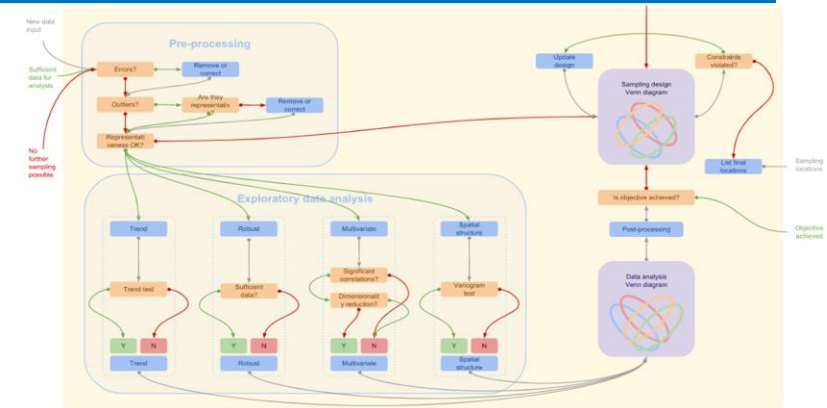 New data
input
Pre-processing
Sufficient
data for
analysis
Errors?
Remove or
correct
Outliers?
Are they
representativ
e?
Remove or
correct
No
further
sampling
possible
Representati
veness OK?
Update
design
Constraints
violated?
Sampling design
Venn diagram
List final
locations
Sampling
locations
Is objective achieved?
Objective
achieved
Post-processing
Data analysis
Venn diagram
Exploratory data analysis
Trend
Robust
Multivariate
Spatial
structure
Trend test
Sufficient
data?
Significant
correlations?
Dimensionalit
y reduction?
Variogram
test
Y
N
Y
N
Y
N
Y
N
Trend
Robust
Multivariate
Spatial
structure